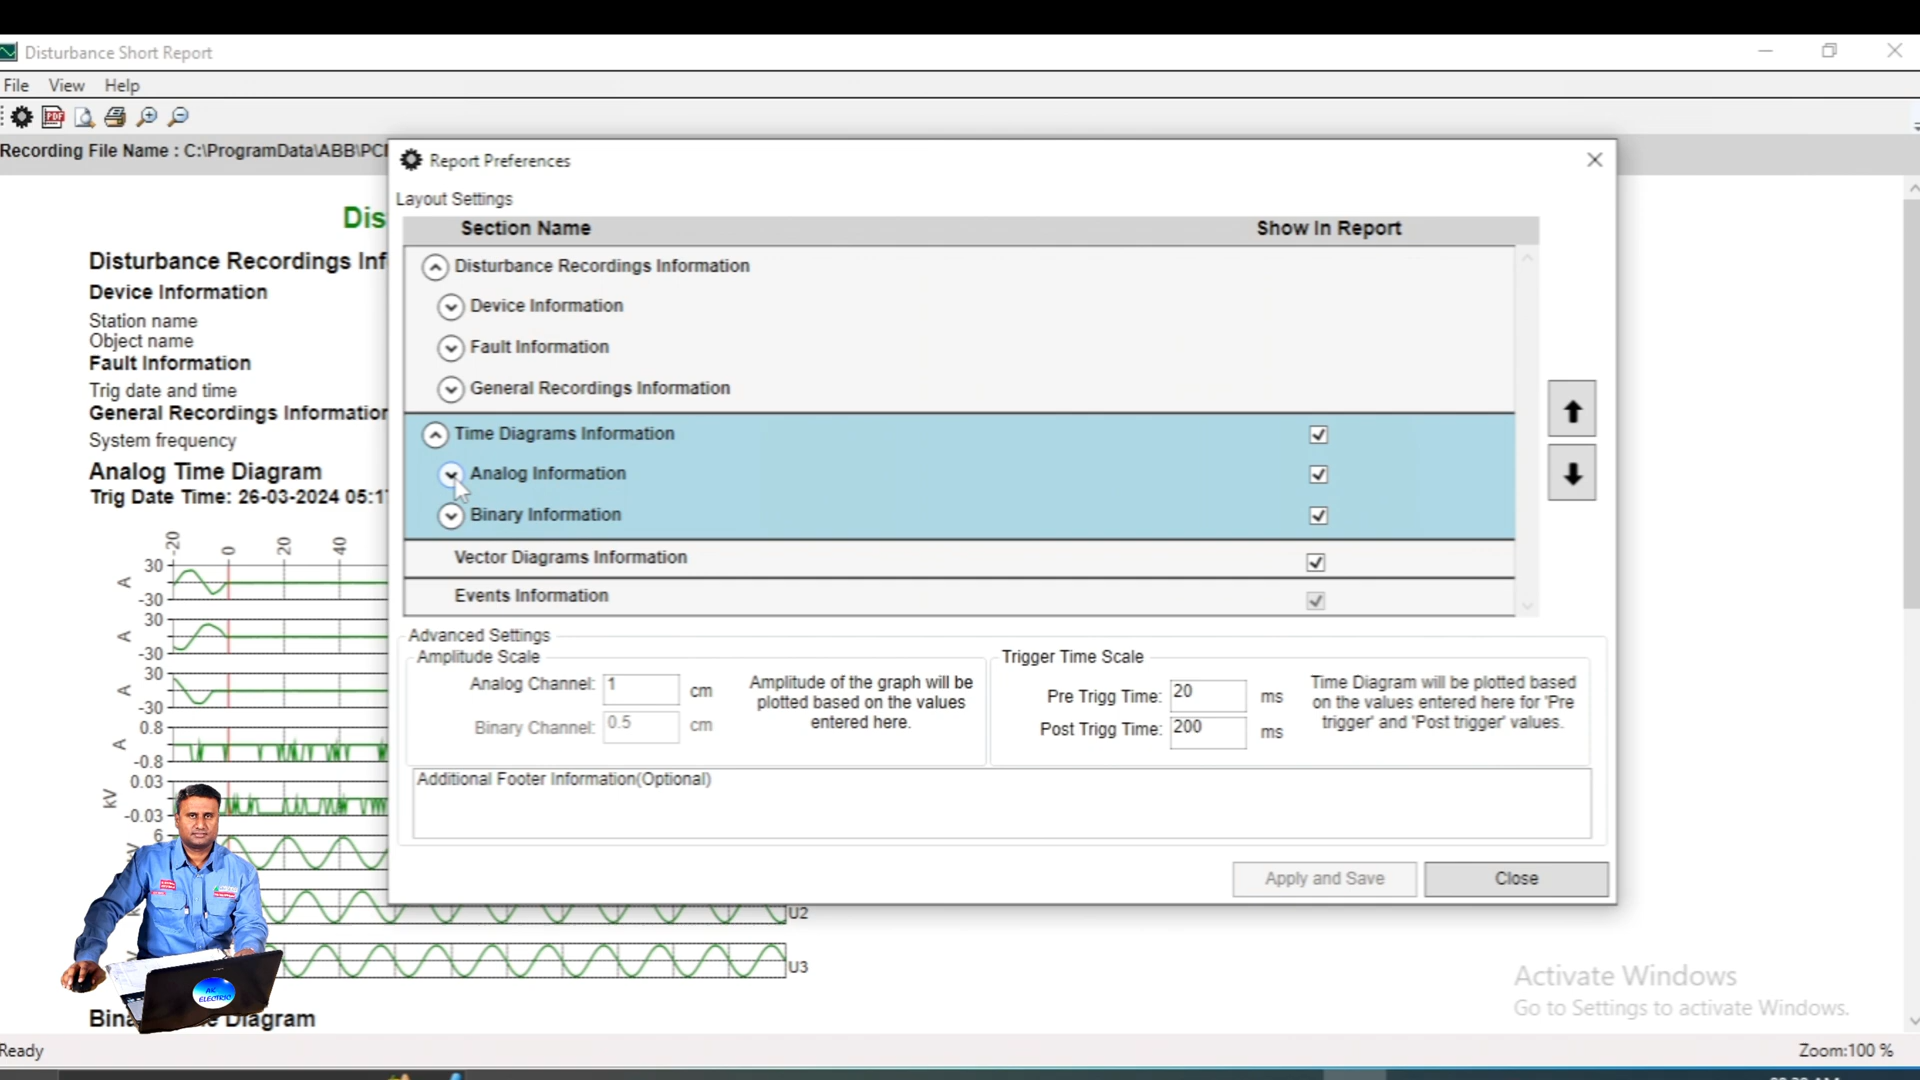 Disturbance Short Report
File View Help
Recording File Name : C:\ProgramData\ABB\PC
Report Preferences
Layout Settings
Section Name Show In Report
Disturbance Recordings Information
Device Information
Fault Information
General Recordings Information
Time Diagrams Information
Analog Information
Binary Information
Vector Diagrams Information
Events Information
Advanced Settings
Amplitude Scale
Analog Channel: 1 cm
Binary Channel: 0.5 cm
Amplitude of the graph will be
plotted based on the values
entered here.
Trigger Time Scale
Pre Trigg Time: 20 ms
Post Trigg Time: 200 ms
Time Diagram will be plotted based
on the values entered here for 'Pre
trigger' and 'Post trigger' values.
Additional Footer Information(Optional)
Apply and Save
Close
Dis
Disturbance Recordings Inf
Device Information
Station name
Object name
Fault Information
Trig date and time
General Recordings Information
System frequency
Analog Time Diagram
Trig Date Time: 26-03-2024 05:1
-20 0 20 40
A 30 -30
A 30 -30
A 30 -30
A 0.8 -0.8
kV 0.03 -0.03
6
U2
U3
AK
ELECTRIC
Diagram
Activate Windows
Go to Settings to activate Windows.
Ready
Zoom:100 %